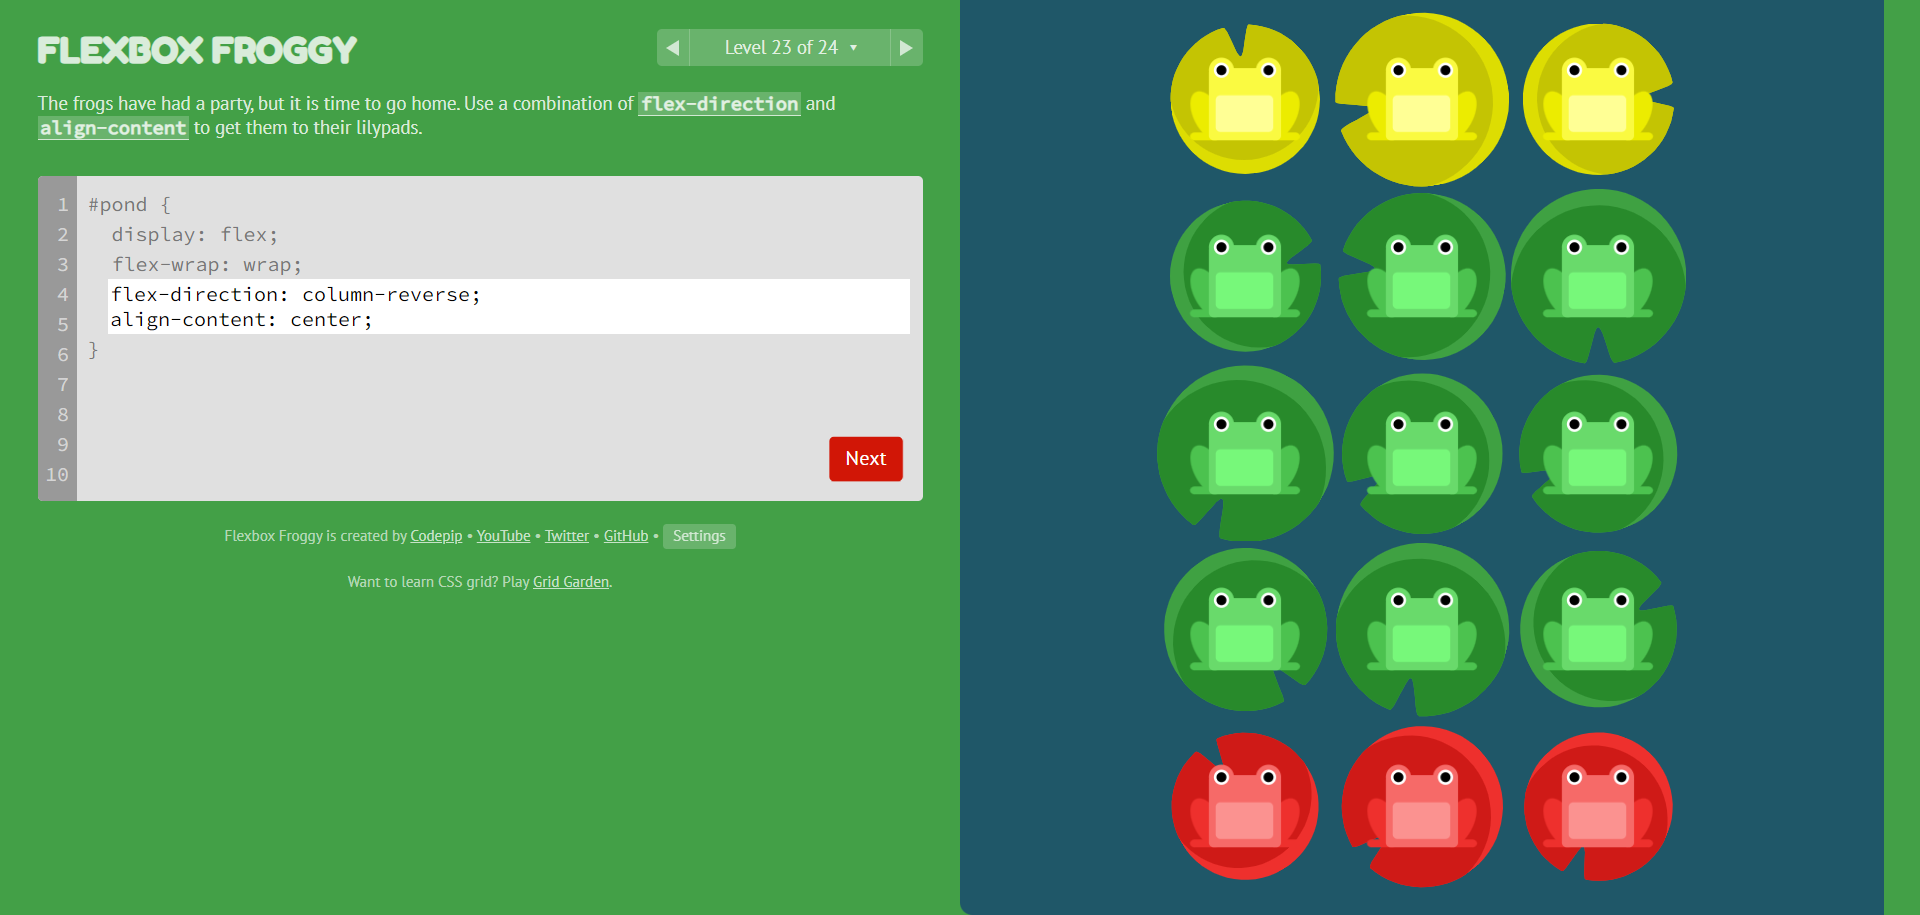 FLEXBOX FROGGY
Level 23 of 24
The frogs have had a party, but it is time to go home. Use a combination of flex-direction and
align-content to get them to their lilypads.
1 #pond {
2 display: flex;
3 flex-wrap: wrap;
4 flex-direction: column-reverse;
5 align-content: center;
6 }
7
8
9
10
Next
Flexbox Froggy is created by Codepip • YouTube • Twitter • GitHub • Settings
Want to learn CSS grid? Play Grid Garden.